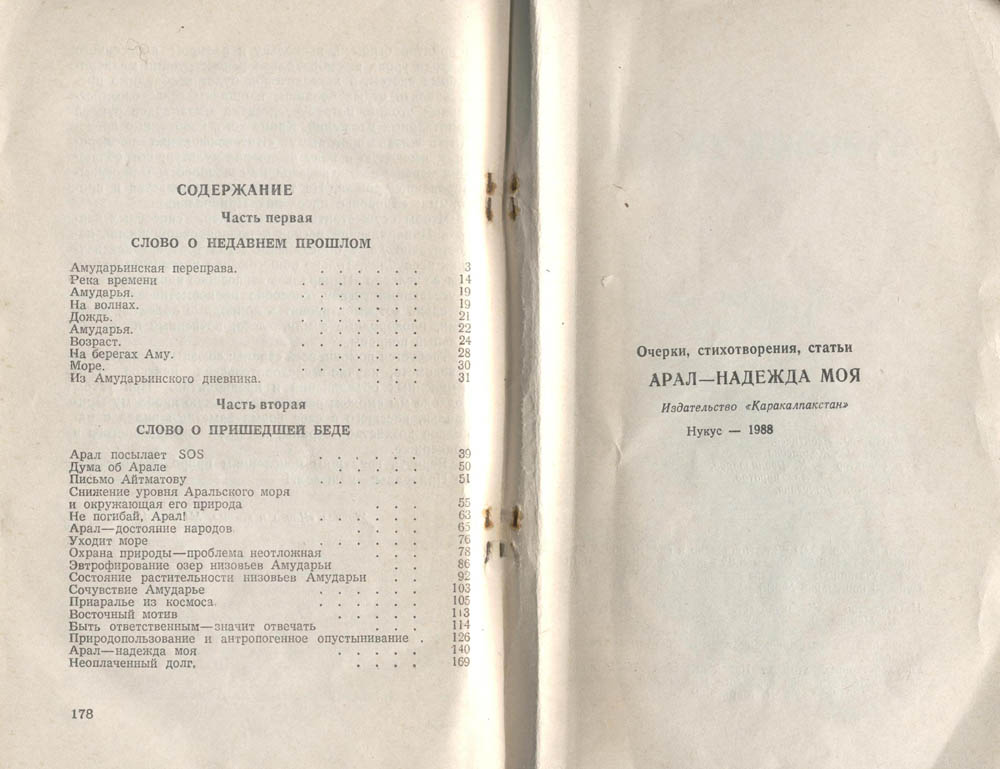 СОДЕРЖАНИЕ
Часть первая
СЛОВО О НЕДАВНЕМ ПРОШЛОМ
Амударьинская переправа. . . . . . . 3
Река времени . . . . . . . 14
Амударья. . . . . . . . 19
На волнах. . . . . . . 19
Дождь. . . . . . . . 21
Амударья. . . . . . . 22
Возраст. . . . . . . . 24
На берегах Аму. . . . . . . 28
Море. . . . . . . . 30
Из Амударьинского дневника. . . . . . . 31
Часть вторая
СЛОВО О ПРИШЕДШЕЙ БЕДЕ
Арал посылает SOS . . . . . . 39
Дума об Арале . . . . . . . 50
Письмо Айтматову . . . . . . . 51
Снижение уровня Аральского моря
и окружающая его природа . . . 55
Не погибай, Арал! . . . . . . 63
Арал—достояние народов . . . . . 65
Уходит море . . . . . . 76
Охрана природы—проблема неотложная . . . 78
Эвтрофирование озер низовьев Амударьи . . 86
Состояние растительности низовьев Амударьи . . 92
Сочувствие Амударье . . . . . . 103
Приаралье из космоса. . . . . . . 105
Восточный мотив . . . . . 113
Быть ответственным—значит отвечать . . . 114
Природопользование и антропогенное опустынивание . 126
Арал—надежда моя . . . . . 140
Неоплаченный долг, . . . . 169
178
Очерки, стихотворения, статьи
АРАЛ—НАДЕЖДА МОЯ
Издательство «Каракалпакстан»
Нукус — 1988